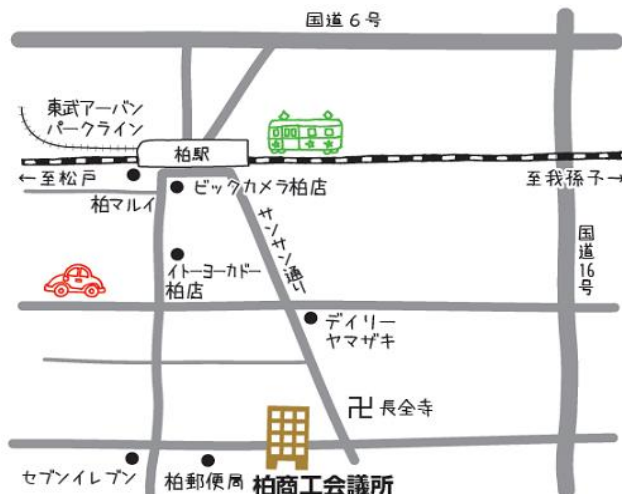 国道6号
東武アーバン
パークライン
柏駅
←至松戸
至我孫子→
柏マルイ
ビックカメラ柏店
サンサン通り
国道16号
イトーヨーカドー
柏店
デイリー
ヤマザキ
卍長全寺
セブンイレブン
柏郵便局
柏商工会議所